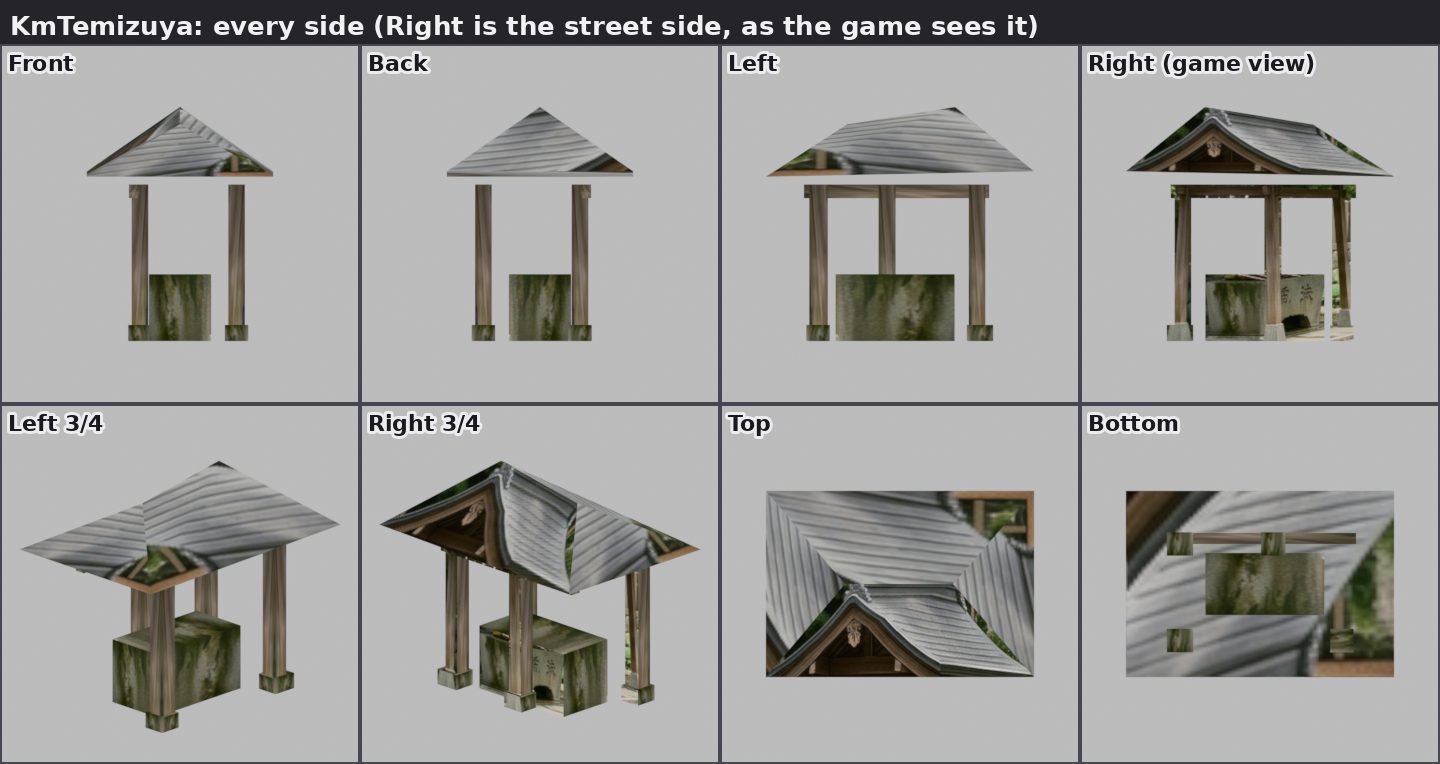 KmTemizuya: every side (Right is the street side, as the game sees it)
Front
Back
Left
Right (game view)
Left 3/4
Right 3/4
Top
Bottom